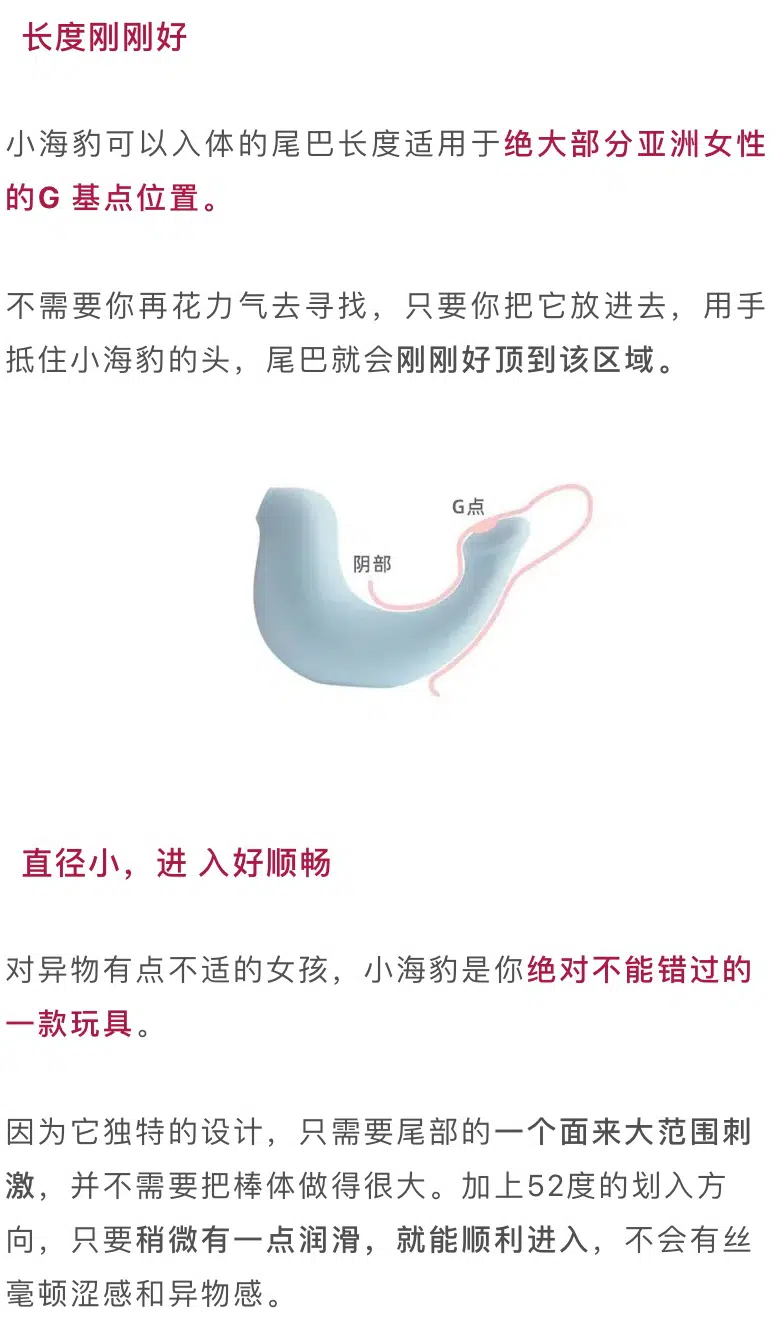 长度刚刚好
小海豹可以入体的尾巴长度适用于绝大部分亚洲女性
的G 基点位置。
不需要你再花力气去寻找，只要你把它放进去，用手
抵住小海豹的头，尾巴就会刚刚好顶到该区域。
G点
阴部
直径小，进 入好顺畅
对异物有点不适的女孩，小海豹是你绝对不能错过的
一款玩具。
因为它独特的设计，只需要尾部的一个面来大范围刺
激，并不需要把棒体做得很大。加上52度的划入方
向，只要稍微有一点润滑，就能顺利进入，不会有丝
毫顿涩感和异物感。